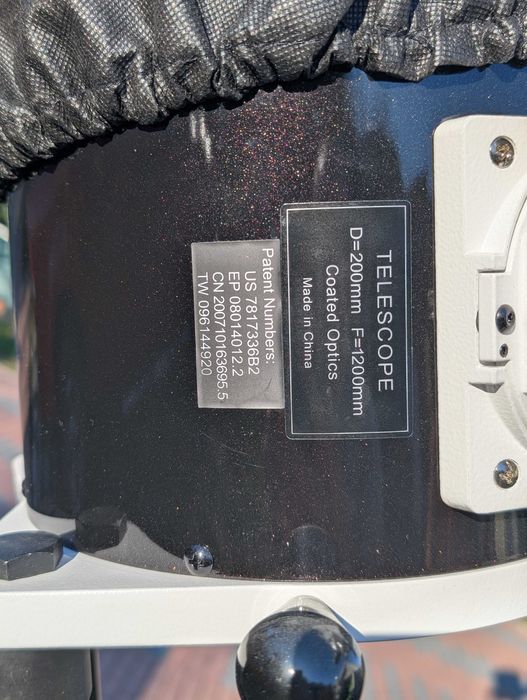 TELESCOPE
D=200mm F=1200mm
Coated Optics
Made in China
Patent Numbers:
US 7817336B2
EP 08014012.2
CN 200710163695.5
TW 096144920